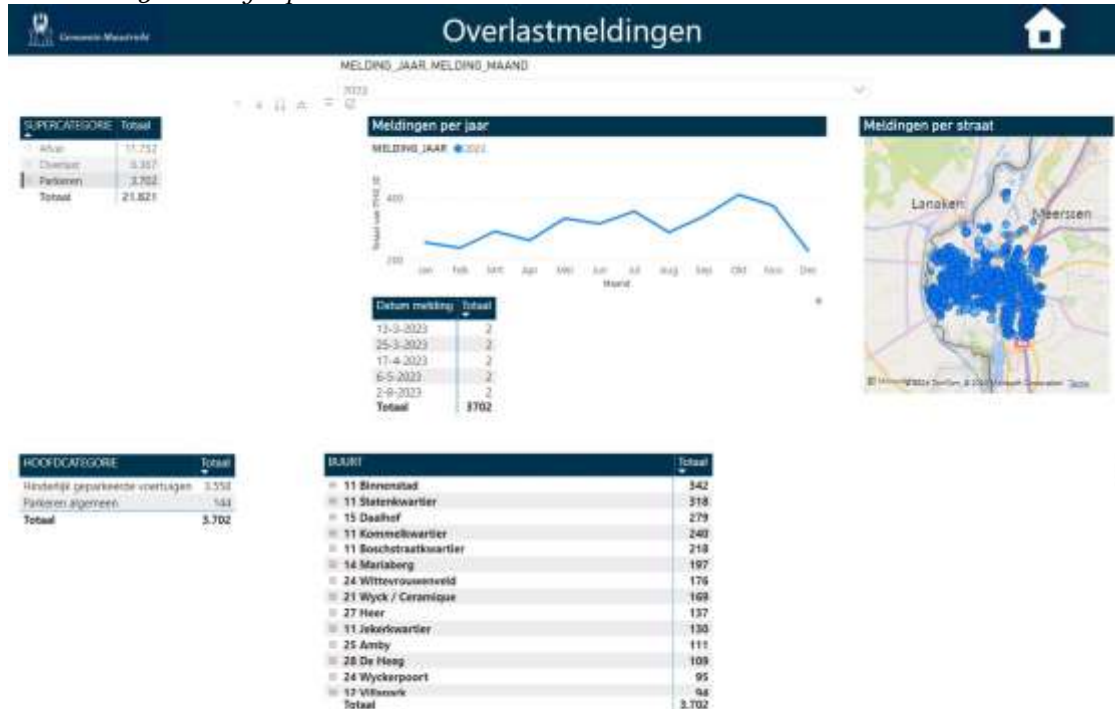 Gemeente Maastricht
Overlastmeldingen
MELDING_JAAR, MELDING_MAAND
2023
SUPERCATEGORIE Totaal
Afval 11.752
Overlast 6.367
Parkeren 3.702
Totaal 21.821
Meldingen per jaar
MELDING_JAAR 2023
400
200
Jan Feb Mrt Apr Mei Jun Jul Aug Sep Okt Nov Dec
Maand
Meldingen per straat
Lanaken
Meerssen
Datum melding Totaal
13-3-2023 2
25-3-2023 2
17-4-2023 2
6-5-2023 2
2-8-2023 2
Totaal 3702
HOOFDCATEGORIE Totaal
Hinderlijk geparkeerde voertuigen 3.558
Parkeren algemeen 144
Totaal 3.702
BUURT Totaal
11 Binnenstad 342
11 Statenkwartier 318
15 Daalhof 279
11 Kommelkwartier 240
11 Boschstraatkwartier 218
14 Mariaberg 197
24 Wittevrouwenveld 176
21 Wyck / Ceramique 169
27 Heer 137
11 Jekerkwartier 130
25 Amby 111
28 De Heeg 109
24 Wyckerpoort 95
12 Villapark 94
Totaal 3.702